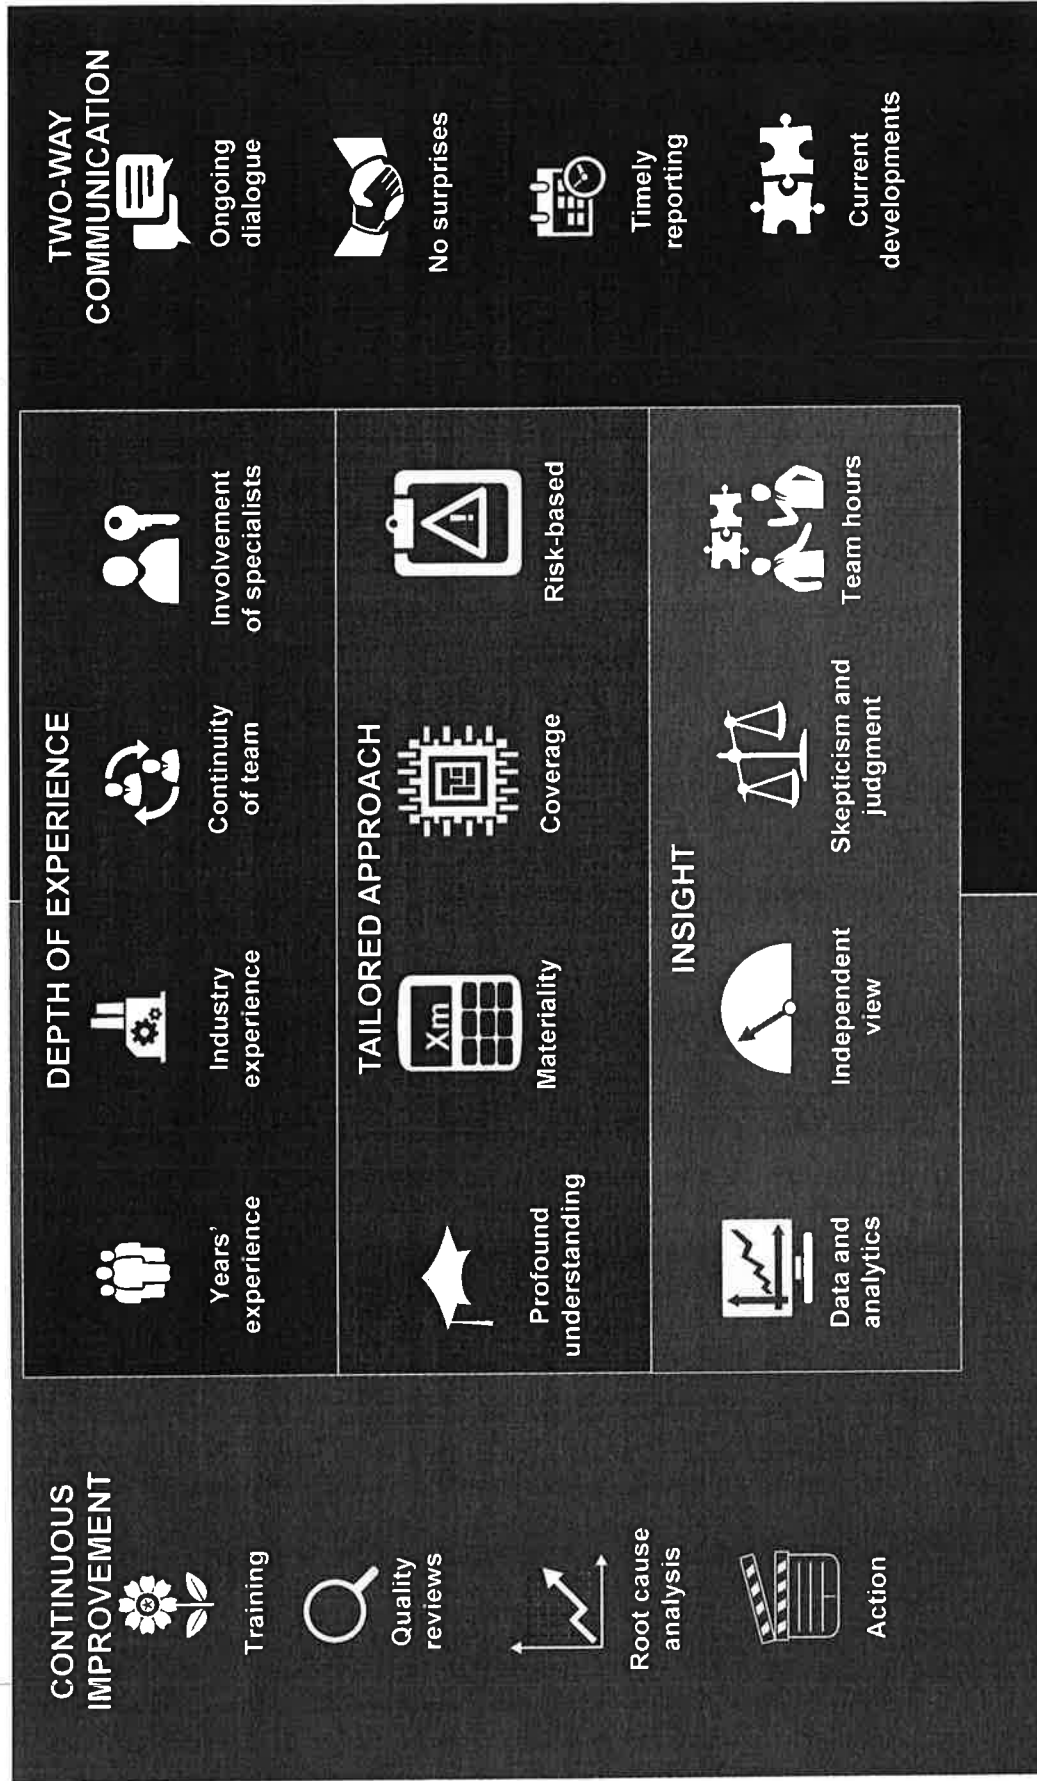 CONTINUOUS
IMPROVEMENT
Training
Quality
reviews
Root cause
analysis
Action
DEPTH OF EXPERIENCE
Years'
experience
Industry
experience
Continuity
of team
Involvement
of specialists
TAILORED APPROACH
Profound
understanding
Xm
Materiality
Coverage
Risk-based
INSIGHT
Data and
analytics
Independent
view
Skepticism and
judgment
Team hours
TWO-WAY
COMMUNICATION
Ongoing
dialogue
No surprises
Timely
reporting
Current
developments